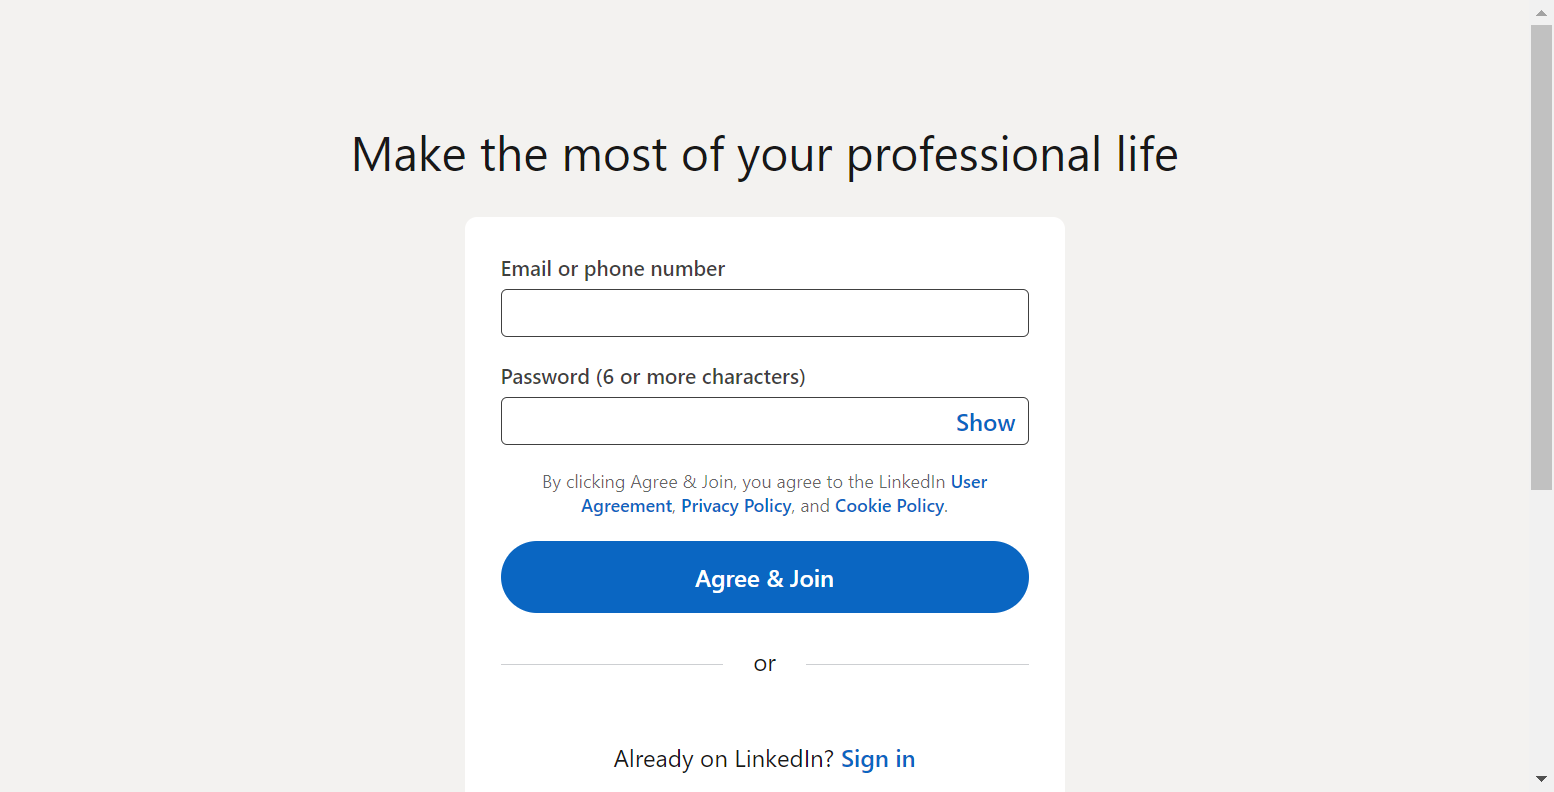 Make the most of your professional life
Email or phone number
Password (6 or more characters)
Show
By clicking Agree & Join, you agree to the LinkedIn User
Agreement, Privacy Policy, and Cookie Policy.
Agree & Join
or
Already on LinkedIn? Sign in